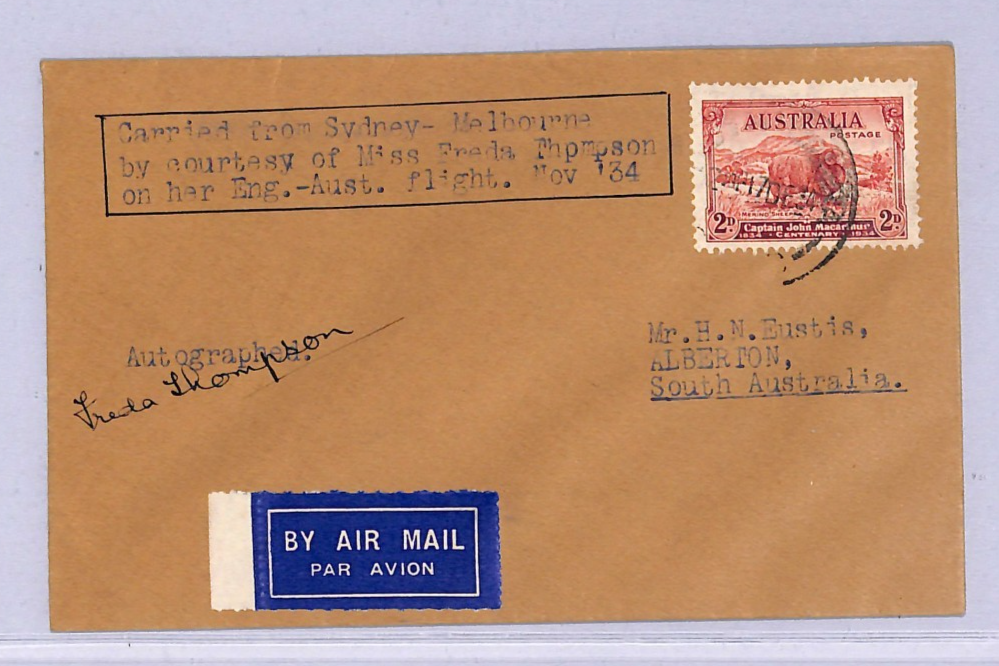 Carried from Sydney- Melbourne
by courtesy of Miss Freda Thompson
on her Eng.-Aust. flight. Nov '34
AUSTRALIA
POSTAGE
MERINO SHEEP
2D Captain John Macarthur 2D
1834 · CENTENARY · 1934
Mr.H.N.Eustis,
ALBERTON,
South Australia.
Autographed.
Freda Thompson
BY AIR MAIL
PAR AVION